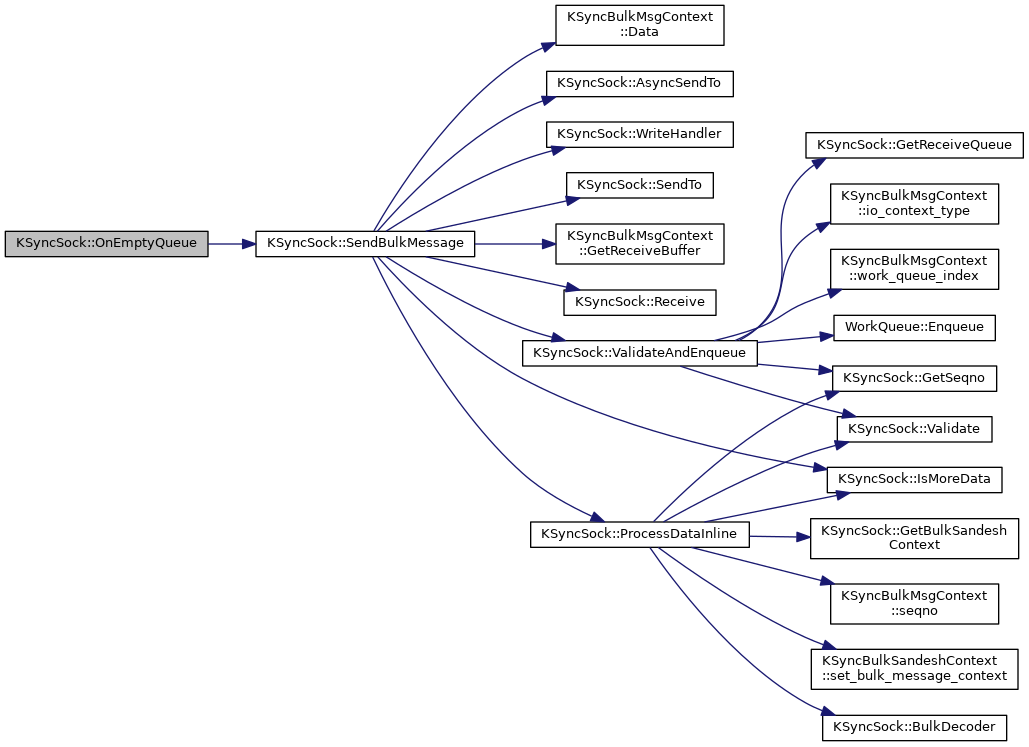 KSyncSock::OnEmptyQueue
KSyncSock::SendBulkMessage
KSyncBulkMsgContext
::Data
KSyncSock::AsyncSendTo
KSyncSock::WriteHandler
KSyncSock::SendTo
KSyncBulkMsgContext
::GetReceiveBuffer
KSyncSock::Receive
KSyncSock::ValidateAndEnqueue
KSyncSock::ProcessDataInline
KSyncSock::GetReceiveQueue
KSyncBulkMsgContext
::io_context_type
KSyncBulkMsgContext
::work_queue_index
WorkQueue::Enqueue
KSyncSock::GetSeqno
KSyncSock::Validate
KSyncSock::IsMoreData
KSyncSock::GetBulkSandesh
Context
KSyncBulkMsgContext
::seqno
KSyncBulkSandeshContext
::set_bulk_message_context
KSyncSock::BulkDecoder